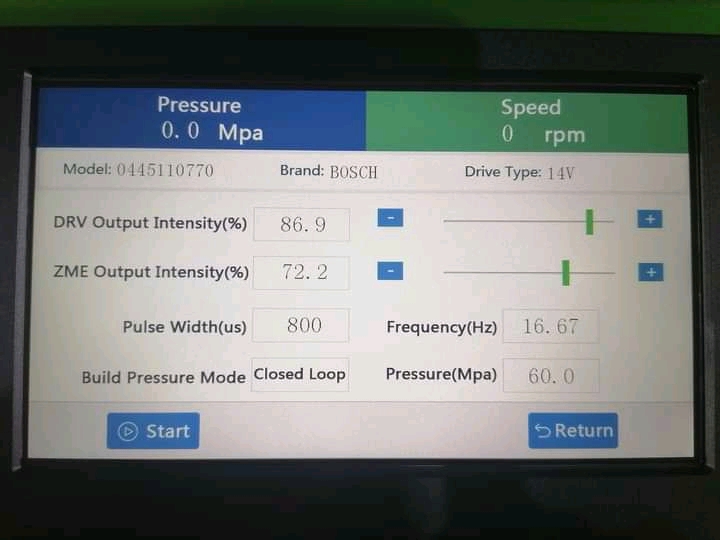 Pressure
0.0 Mpa
Speed
0 rpm
Model: 0445110770 Brand: BOSCH Drive Type: 14V
DRV Output Intensity(%) 86.9 - +
ZME Output Intensity(%) 72.2 - +
Pulse Width(us) 800 Frequency(Hz) 16.67
Build Pressure Mode Closed Loop Pressure(Mpa) 60.0
Start Return